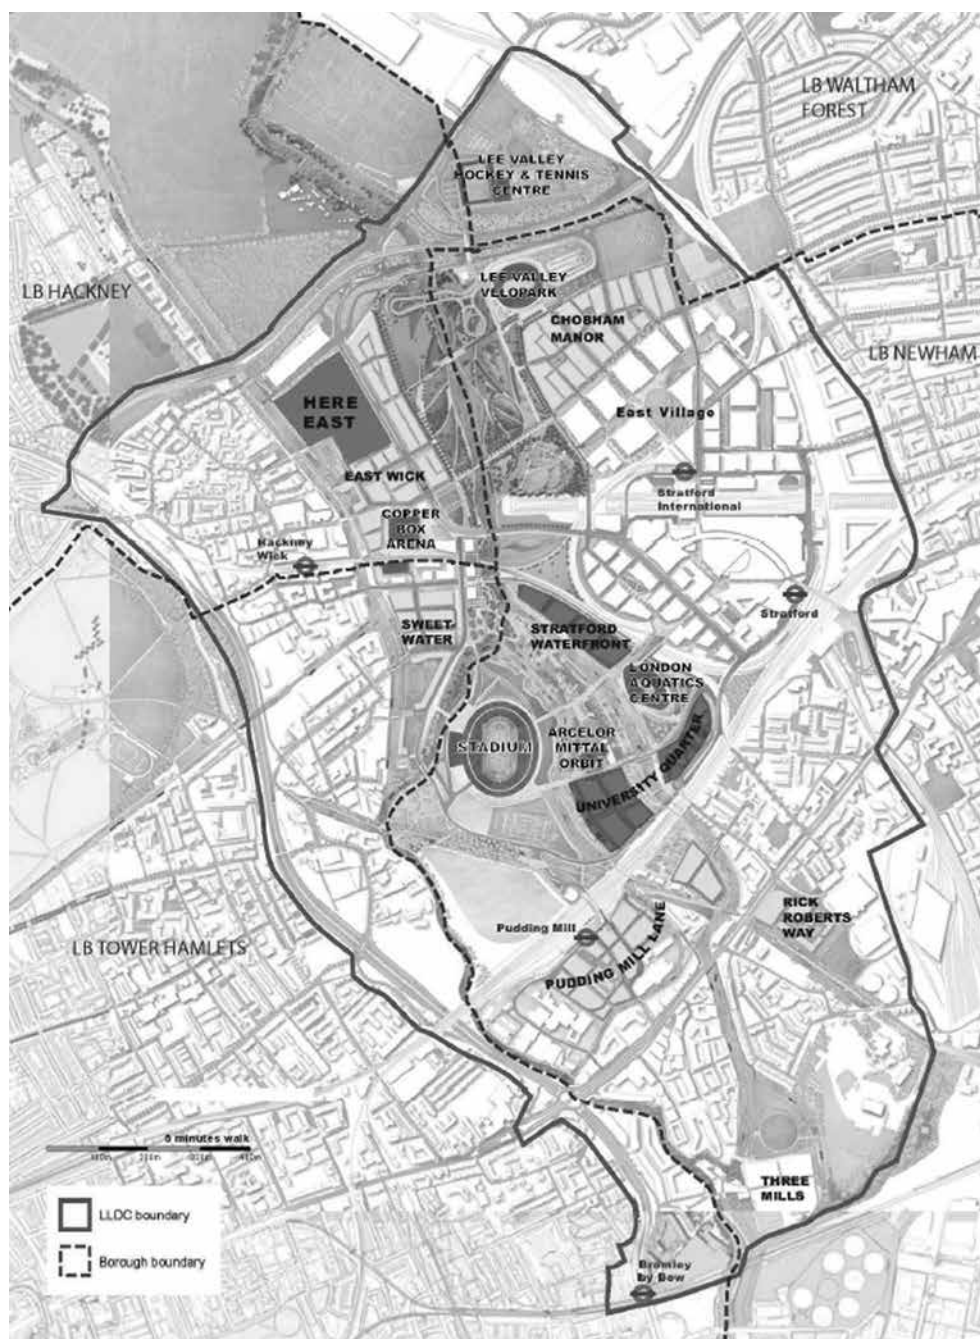 LB WALTHAM
FOREST
LEE VALLEY
HOCKEY & TENNIS
CENTRE
LB HACKNEY
LEE VALLEY
VELOPARK
CHOBHAM
MANOR
LB NEWHAM
HERE
EAST
East Village
EAST WICK
Stratford
International
COPPER
BOX
ARENA
Hackney
Wick
Stratford
SWEET-
WATER
STRATFORD
WATERFRONT
LONDON
AQUATICS
CENTRE
STADIUM
ARCELOR
MITTAL
ORBIT
UNIVERSITY QUARTER
RICK
ROBERTS
WAY
Pudding Mill
PUDDING MILL LANE
LB TOWER HAMLETS
5 minutes walk
THREE
MILLS
LLDC boundary
Borough boundary
Bromley
by Bow